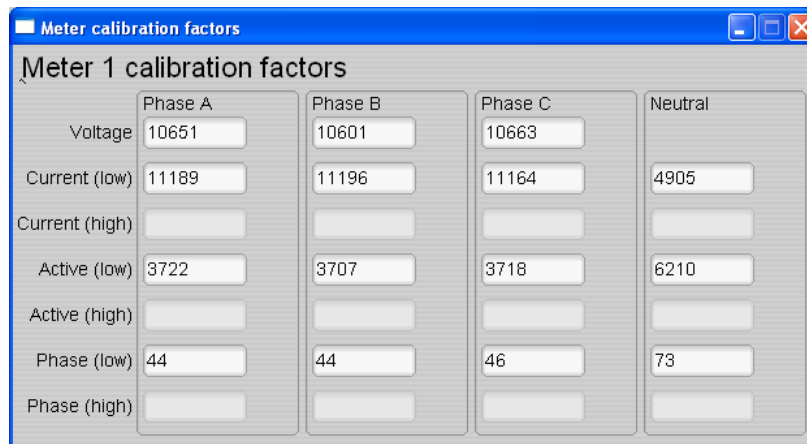 Meter calibration factors
Meter 1 calibration factors
Phase A Phase B Phase C Neutral
Voltage 10651 10601 10663
Current (low) 11189 11196 11164 4905
Current (high)
Active (low) 3722 3707 3718 6210
Active (high)
Phase (low) 44 44 46 73
Phase (high)